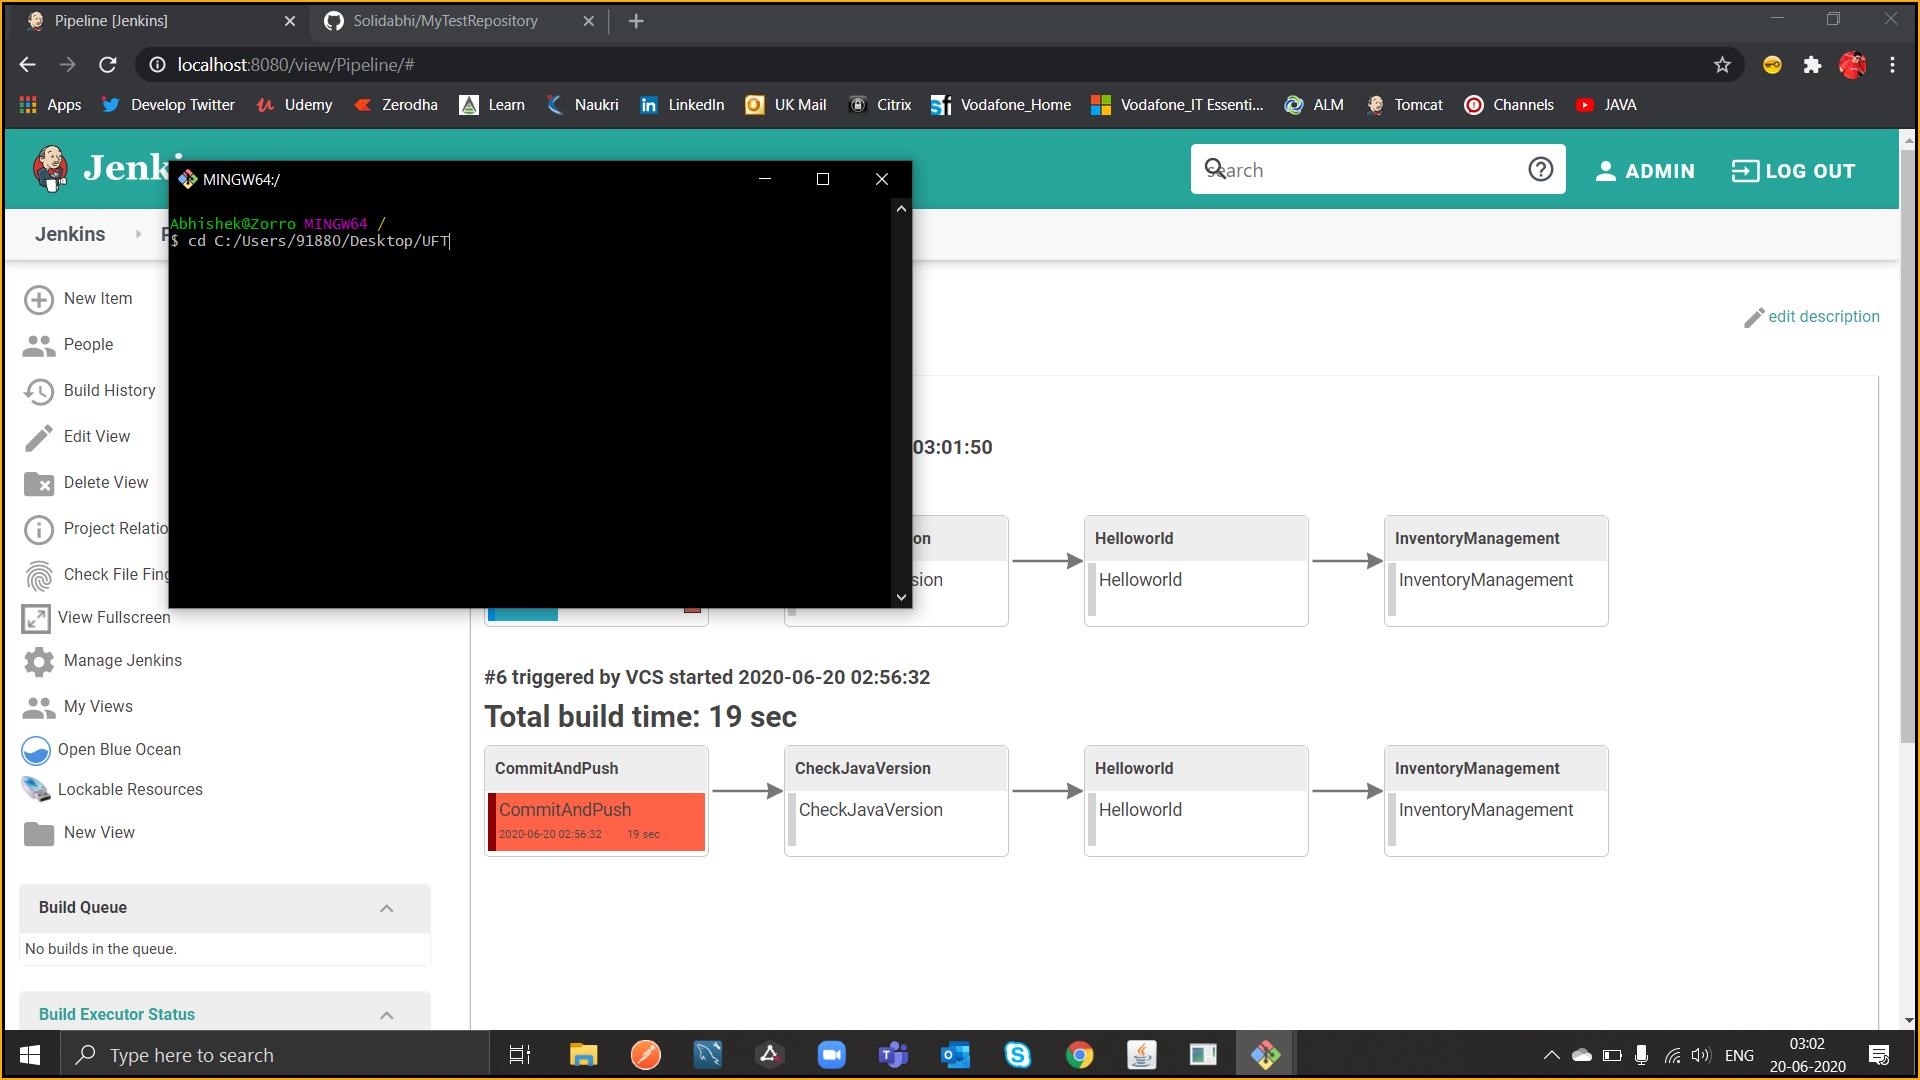 Pipeline [Jenkins]
Solidabhi/MyTestRepository
localhost:8080/view/Pipeline/#
Apps
Develop Twitter
Udemy
Zerodha
Learn
Naukri
LinkedIn
UK Mail
Citrix
Vodafone_Home
Vodafone_IT Essenti...
ALM
Tomcat
Channels
JAVA
Jenki
search
ADMIN
LOG OUT
MINGW64:/
Abhishek@Zorro MINGW64 /
$ cd C:/Users/91880/Desktop/UFT
Jenkins
P
New Item
People
Build History
Edit View
Delete View
Project Relatio
Check File Fing
View Fullscreen
Manage Jenkins
My Views
Open Blue Ocean
Lockable Resources
New View
Build Queue
No builds in the queue.
Build Executor Status
edit description
03:01:50
on
sion
Helloworld
Helloworld
InventoryManagement
InventoryManagement
#6 triggered by VCS started 2020-06-20 02:56:32
Total build time: 19 sec
CommitAndPush
CommitAndPush
2020-06-20 02:56:32 19 sec
CheckJavaVersion
CheckJavaVersion
Helloworld
Helloworld
InventoryManagement
InventoryManagement
Type here to search
ENG
03:02
20-06-2020